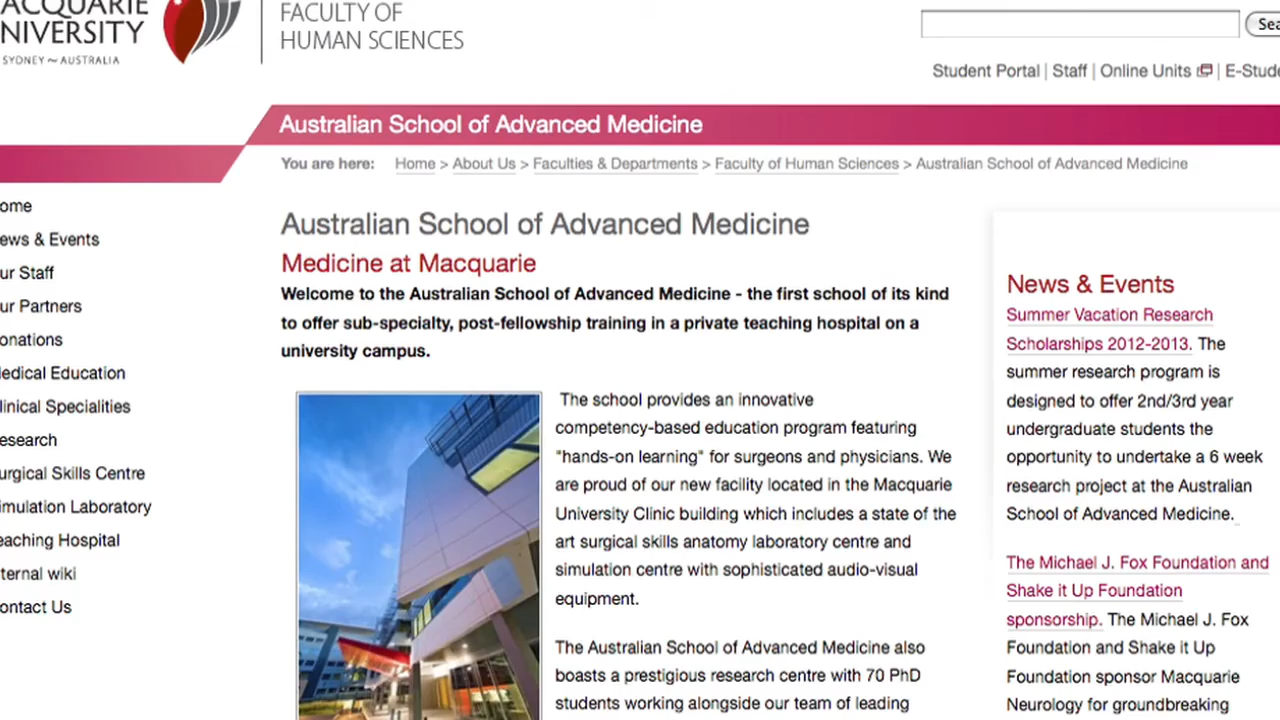 ACQUARIE
NIVERSITY
SYDNEY ~ AUSTRALIA
FACULTY OF
HUMAN SCIENCES
Sea
Student Portal | Staff | Online Units | E-Stude
Australian School of Advanced Medicine
You are here: Home > About Us > Faculties & Departments > Faculty of Human Sciences > Australian School of Advanced Medicine
ome
ews & Events
ur Staff
ur Partners
onations
edical Education
linical Specialities
esearch
urgical Skills Centre
imulation Laboratory
eaching Hospital
ternal wiki
ontact Us
Australian School of Advanced Medicine
Medicine at Macquarie
Welcome to the Australian School of Advanced Medicine - the first school of its kind
to offer sub-specialty, post-fellowship training in a private teaching hospital on a
university campus.
The school provides an innovative
competency-based education program featuring
"hands-on learning" for surgeons and physicians. We
are proud of our new facility located in the Macquarie
University Clinic building which includes a state of the
art surgical skills anatomy laboratory centre and
simulation centre with sophisticated audio-visual
equipment.
The Australian School of Advanced Medicine also
boasts a prestigious research centre with 70 PhD
students working alongside our team of leading
News & Events
Summer Vacation Research
Scholarships 2012-2013. The
summer research program is
designed to offer 2nd/3rd year
undergraduate students the
opportunity to undertake a 6 week
research project at the Australian
School of Advanced Medicine.
The Michael J. Fox Foundation and
Shake it Up Foundation
sponsorship. The Michael J. Fox
Foundation and Shake it Up
Foundation sponsor Macquarie
Neurology for groundbreaking